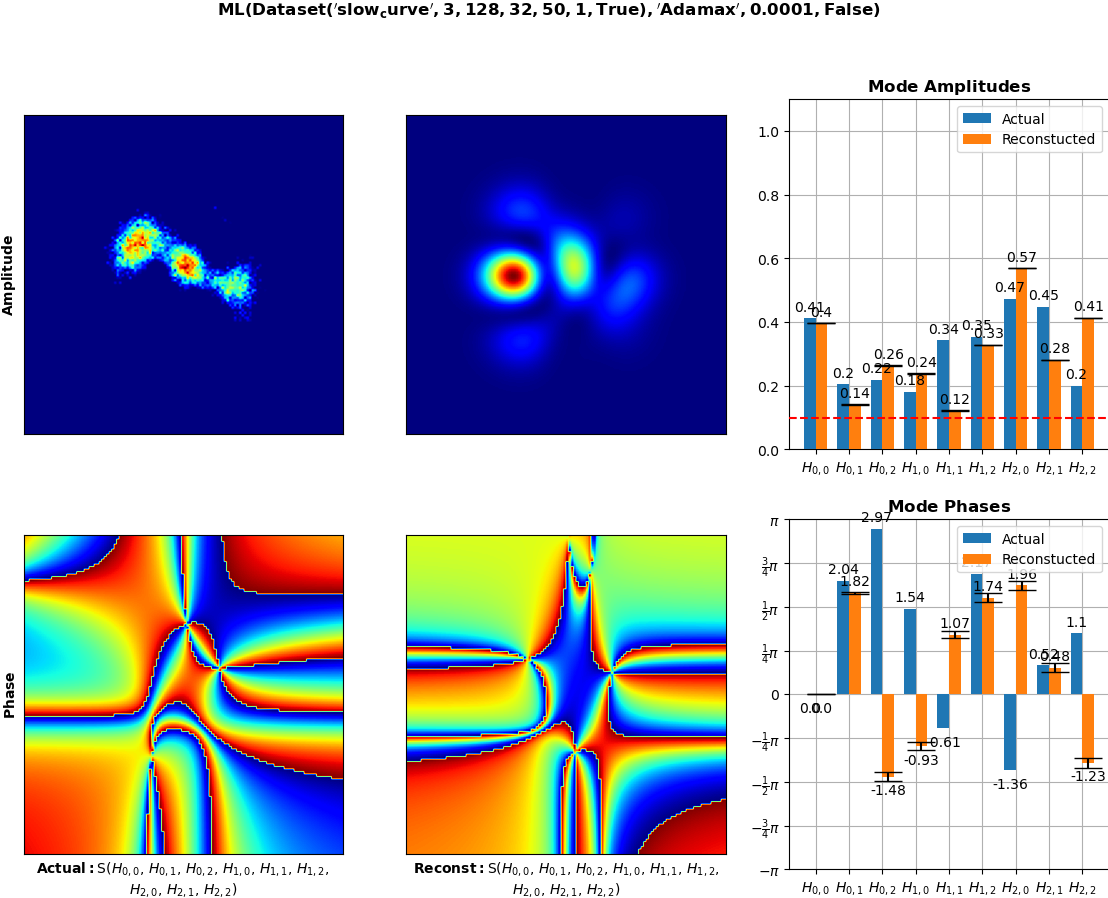 ML(Dataset('slow_curve', 3, 128, 32, 50, 1, True), 'Adamax', 0.0001, False)
Amplitude
Mode Amplitudes
Actual
Reconstucted
1.0
0.8
0.6
0.4
0.2
0.0
0.41
0.4
0.2
0.14
0.22
0.26
0.18
0.24
0.34
0.12
0.35
0.33
0.47
0.57
0.45
0.28
0.2
0.41
H0,0 H0,1 H0,2 H1,0 H1,1 H1,2 H2,0 H2,1 H2,2
Phase
Actual: S(H0,0, H0,1, H0,2, H1,0, H1,1, H1,2,
H2,0, H2,1, H2,2)
Reconst: S(H0,0, H0,1, H0,2, H1,0, H1,1, H1,2,
H2,0, H2,1, H2,2)
Mode Phases
Actual
Reconstucted
π
3/4π
1/2π
1/4π
0
−1/4π
−1/2π
−3/4π
−π
0.0
0.0
2.04
1.82
2.97
-1.48
1.54
-0.93
-0.61
1.07
1.74
-1.36
1.96
0.52
0.48
1.1
-1.23
H0,0 H0,1 H0,2 H1,0 H1,1 H1,2 H2,0 H2,1 H2,2